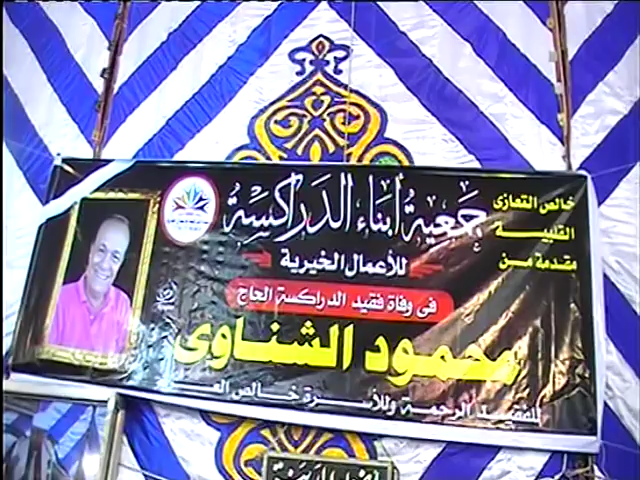 خالص التعازى
القلبية
مقدمة من
جمعية أبناء الدراكسة
للأعمال الخيرية
فى وفاة فقيد الدراكسة الحاج
محمود الشناوى
للفقيد الرحمة وللأسرة خالص